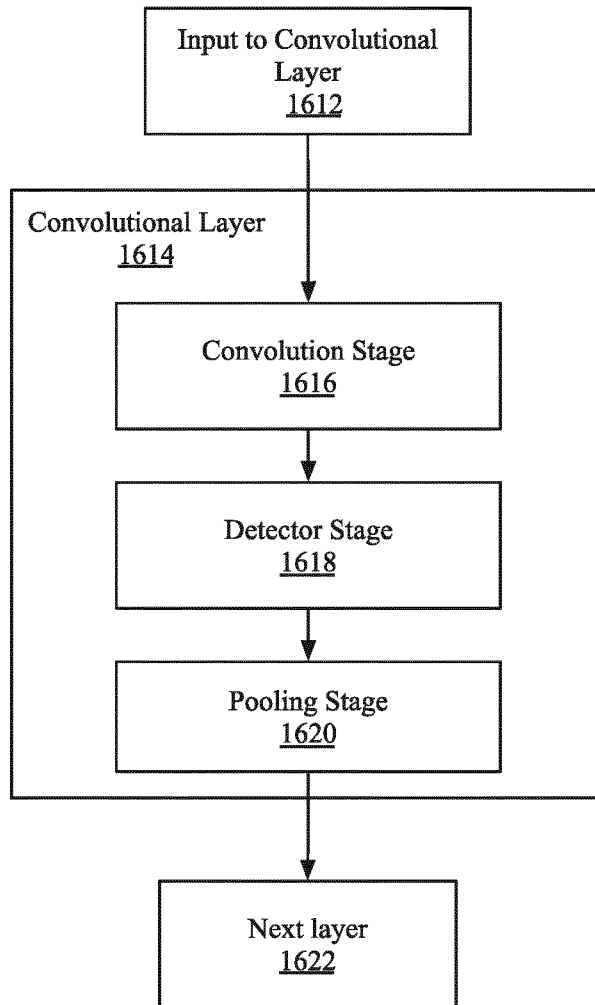 Input to Convolutional
Layer
1612
Convolutional Layer
1614
Convolution Stage
1616
Detector Stage
1618
Pooling Stage
1620
Next layer
1622